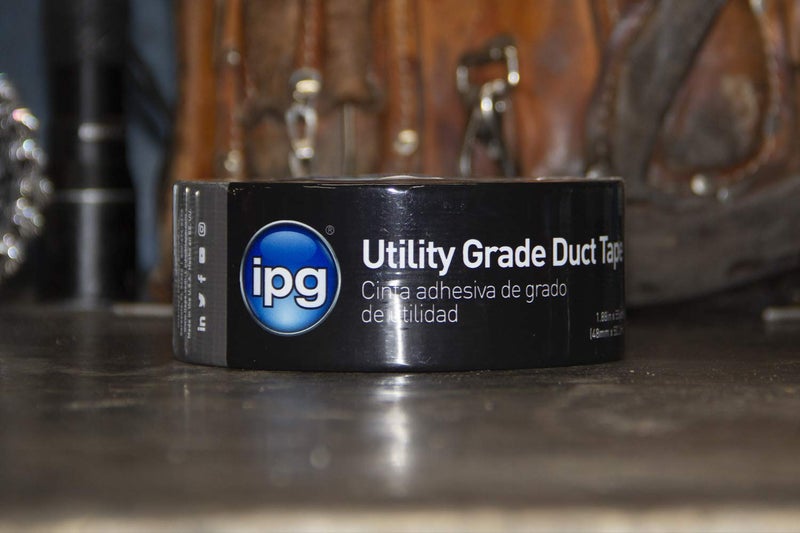 ipg
®
Utility Grade Duct Tape
Cinta adhesiva de grado
de utilidad